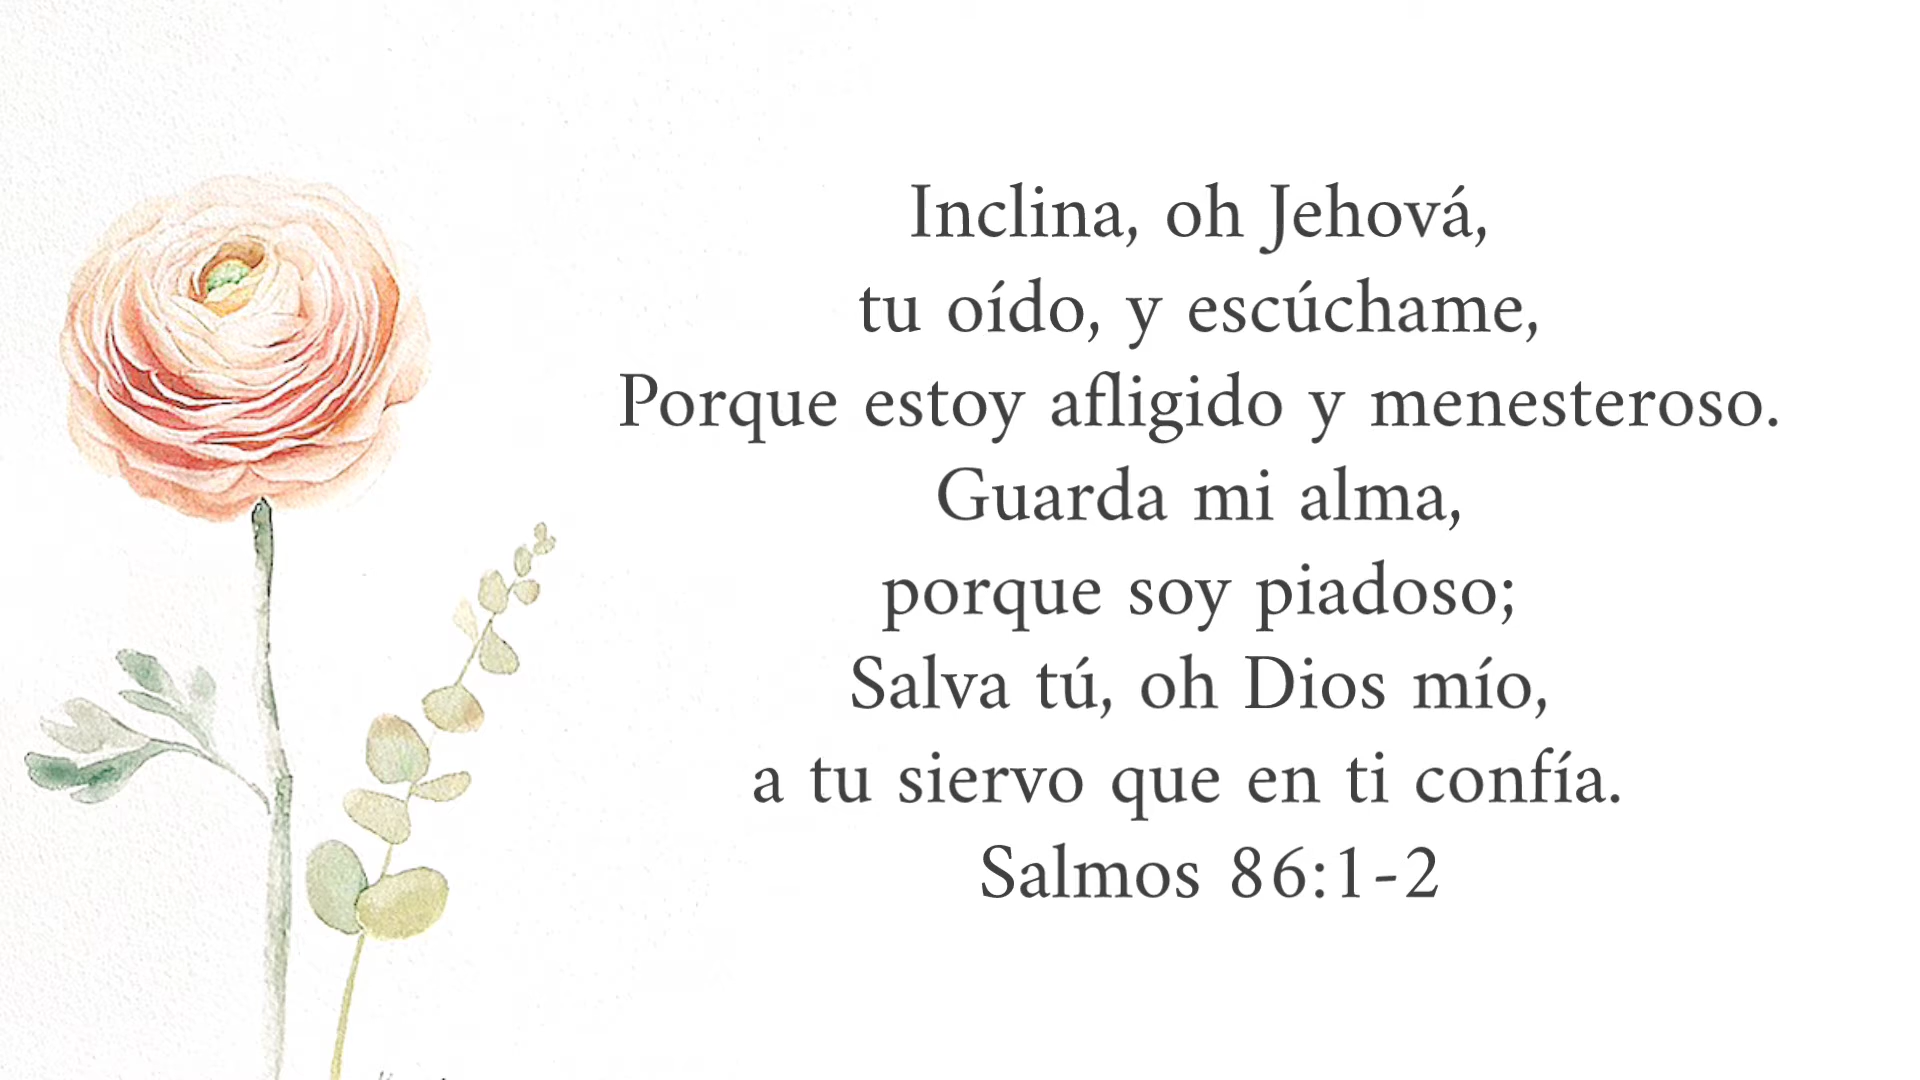 Inclina, oh Jehová,
tu oído, y escúchame,
Porque estoy afligido y menesteroso.
Guarda mi alma,
porque soy piadoso;
Salva tú, oh Dios mío,
a tu siervo que en ti confía.
Salmos 86:1-2